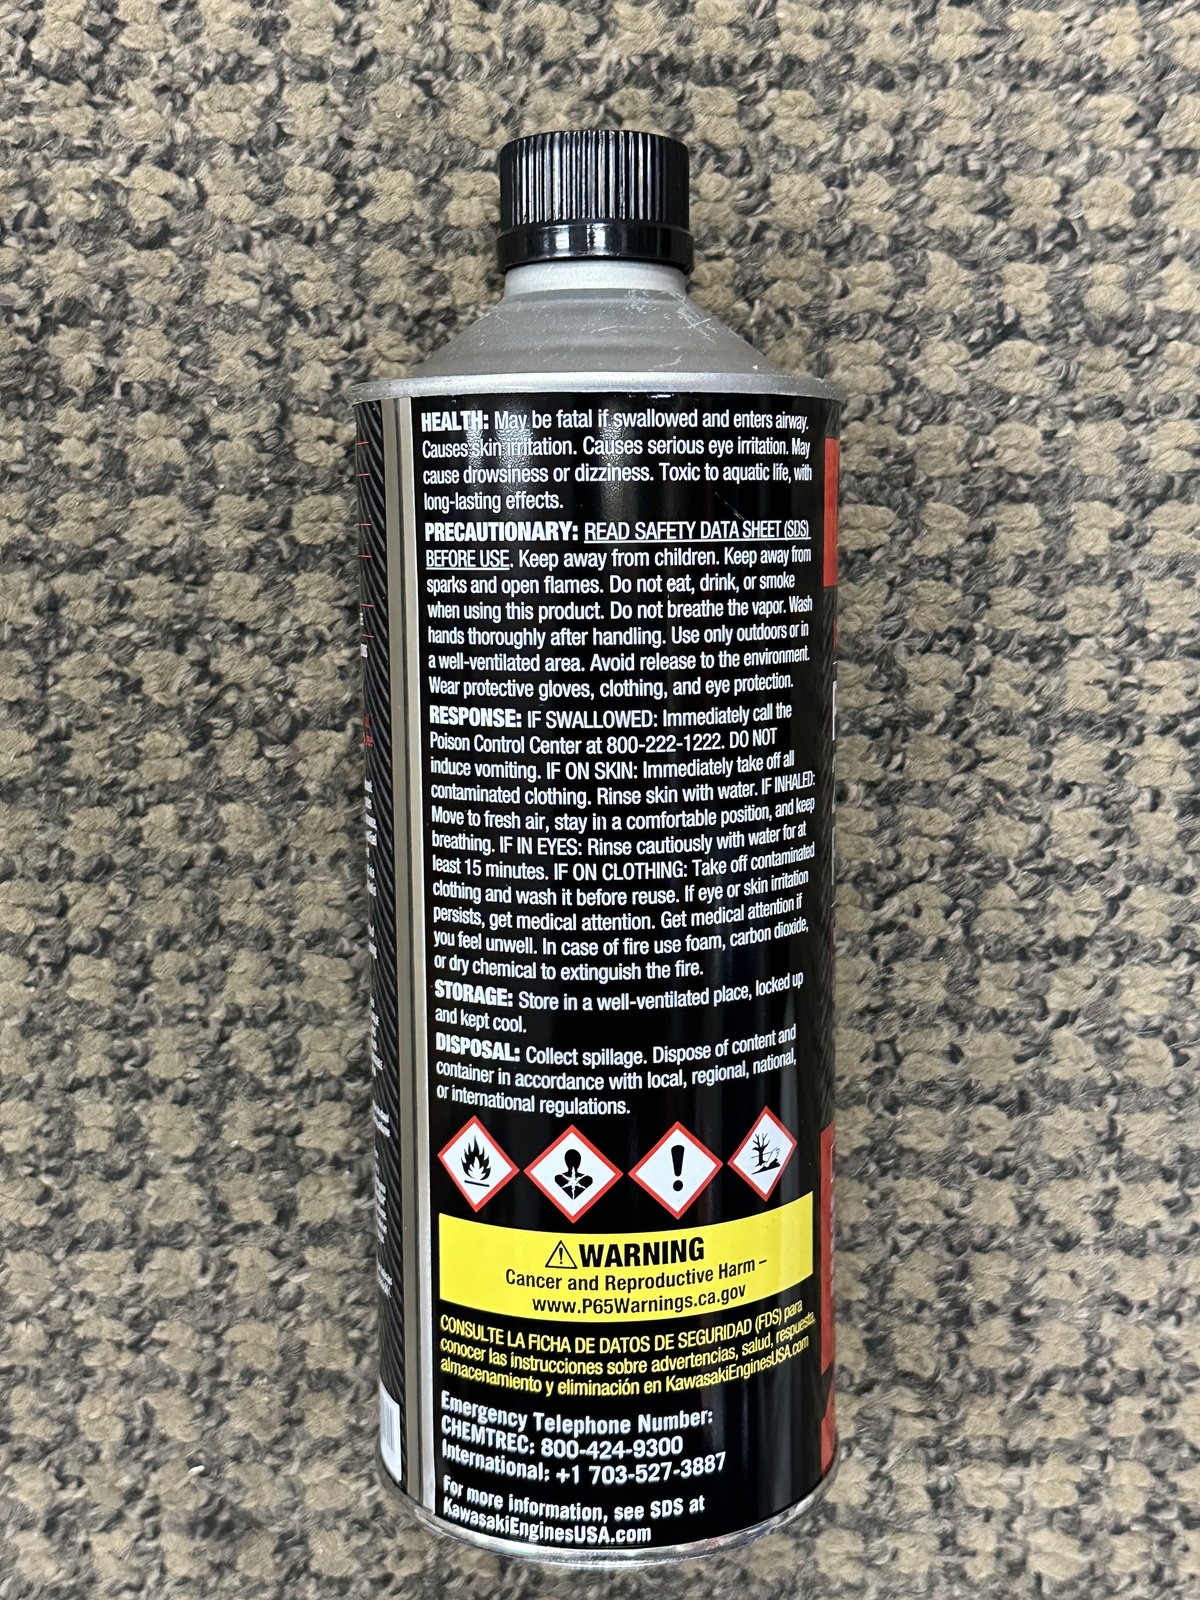 HEALTH: May be fatal if swallowed and enters airway.
Causes skin irritation. Causes serious eye irritation. May
cause drowsiness or dizziness. Toxic to aquatic life, with
long-lasting effects.
PRECAUTIONARY: READ SAFETY DATA SHEET (SDS)
BEFORE USE. Keep away from children. Keep away from
sparks and open flames. Do not eat, drink, or smoke
when using this product. Do not breathe the vapor. Wash
hands thoroughly after handling. Use only outdoors or in
a well-ventilated area. Avoid release to the environment.
Wear protective gloves, clothing, and eye protection.
RESPONSE: IF SWALLOWED: Immediately call the
Poison Control Center at 800-222-1222. DO NOT
induce vomiting. IF ON SKIN: Immediately take off all
contaminated clothing. Rinse skin with water. IF INHALED:
Move to fresh air, stay in a comfortable position, and keep
breathing. IF IN EYES: Rinse cautiously with water for at
least 15 minutes. IF ON CLOTHING: Take off contaminated
clothing and wash it before reuse. If eye or skin irritation
persists, get medical attention. Get medical attention if
you feel unwell. In case of fire use foam, carbon dioxide,
or dry chemical to extinguish the fire.
STORAGE: Store in a well-ventilated place, locked up
and kept cool.
DISPOSAL: Collect spillage. Dispose of content and
container in accordance with local, regional, national,
or international regulations.
WARNING
Cancer and Reproductive Harm –
www.P65Warnings.ca.gov
CONSULTE LA FICHA DE DATOS DE SEGURIDAD (FDS) para
conocer las instrucciones sobre advertencias, salud, respuesta,
almacenamiento y eliminación en KawasakiEnginesUSA.com
Emergency Telephone Number:
CHEMTREC: 800-424-9300
International: +1 703-527-3887
For more information, see SDS at
KawasakiEnginesUSA.com